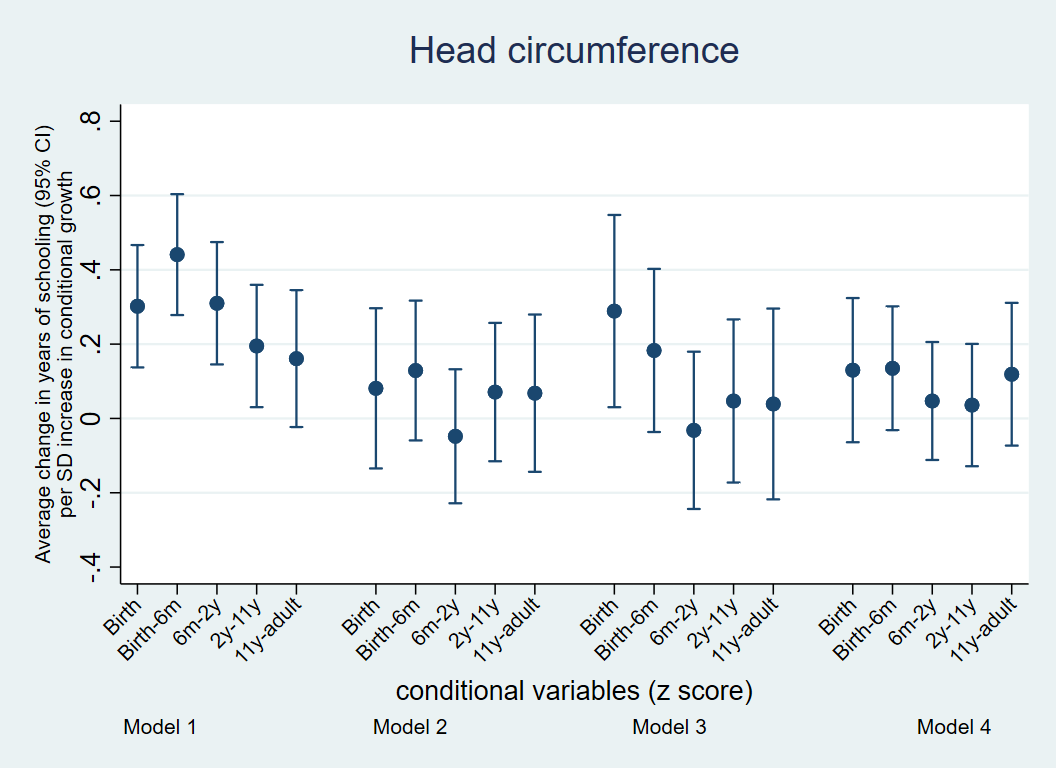 Head circumference
Average change in years of schooling (95% CI)
per SD increase in conditional growth
.8
.6
.4
.2
0
-.2
-.4
Birth
Birth-6m
6m-2y
2y-11y
11y-adult
Birth
Birth-6m
6m-2y
2y-11y
11y-adult
Birth
Birth-6m
6m-2y
2y-11y
11y-adult
Birth
Birth-6m
6m-2y
2y-11y
11y-adult
conditional variables (z score)
Model 1 Model 2 Model 3 Model 4